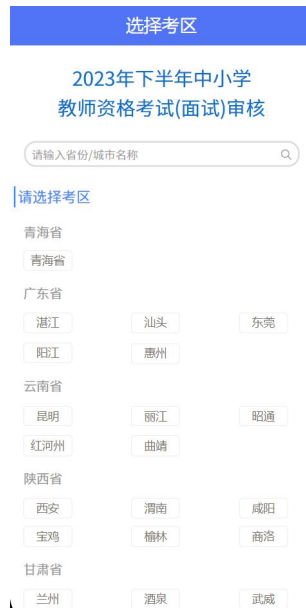 选择考区
2023年下半年中小学
教师资格考试(面试)审核
请输入省份/城市名称
请选择考区
青海省
青海省
广东省
湛江 汕头 东莞
阳江 惠州
云南省
昆明 丽江 昭通
红河州 曲靖
陕西省
西安 渭南 咸阳
宝鸡 榆林 商洛
甘肃省
兰州 酒泉 武威